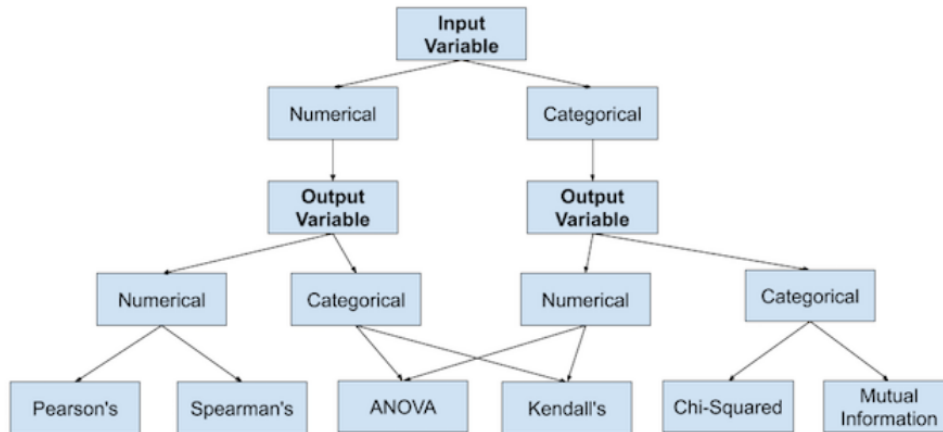 Input
Variable
Numerical
Categorical
Output
Variable
Output
Variable
Numerical
Categorical
Numerical
Categorical
Pearson's
Spearman's
ANOVA
Kendall's
Chi-Squared
Mutual
Information